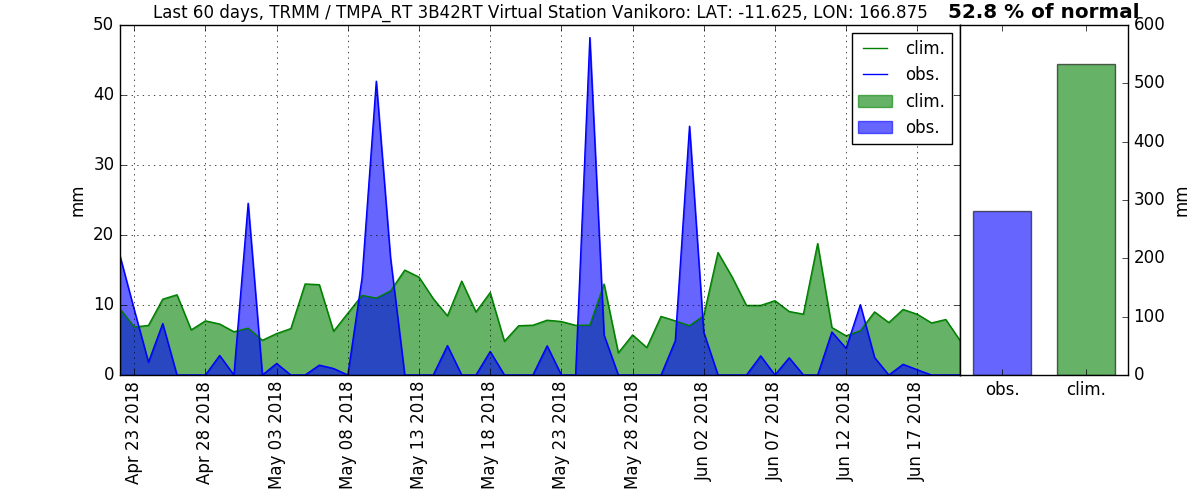 Last 60 days, TRMM / TMPA_RT 3B42RT Virtual Station Vanikoro: LAT: -11.625, LON: 166.875
52.8 % of normal
50
40
30
20
10
0
mm
clim.
obs.
clim.
obs.
600
500
400
300
200
100
0
mm
Apr 23 2018
Apr 28 2018
May 03 2018
May 08 2018
May 13 2018
May 18 2018
May 23 2018
May 28 2018
Jun 02 2018
Jun 07 2018
Jun 12 2018
Jun 17 2018
obs.
clim.